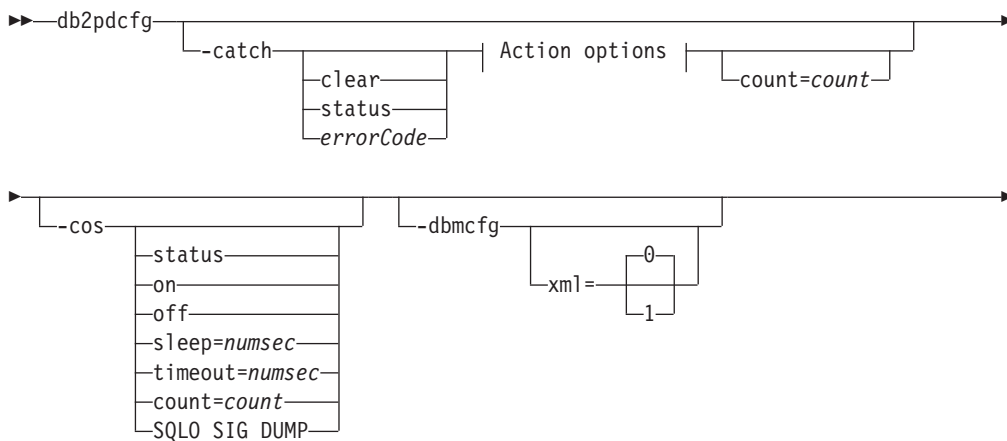 db2pdcfg
-catch
clear
status
errorCode
Action options
count=count
-cos
status
on
off
sleep=numsec
timeout=numsec
count=count
SQLO SIG DUMP
-dbmcfg
xml=
0
1